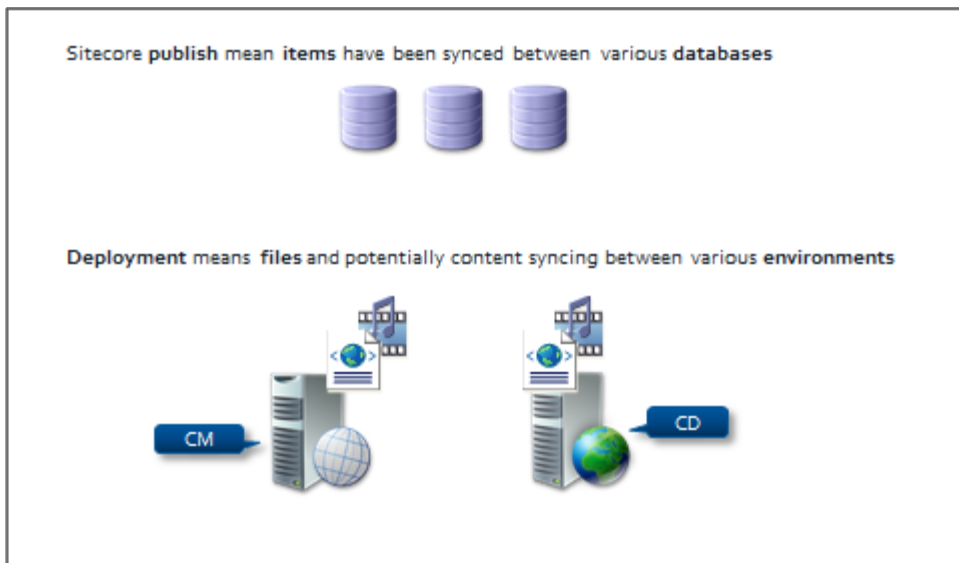 Sitecore publish mean items have been synced between various databases
Deployment means files and potentially content syncing between various environments
CM
CD